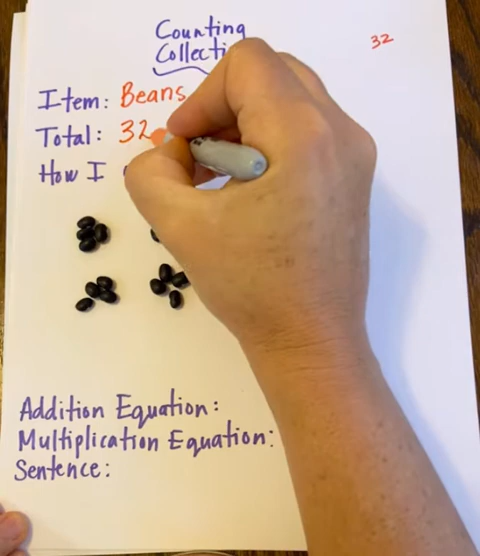 Counting
Collecti
32
Item: Beans
Total: 32
How I
Addition Equation:
Multiplication Equation:
Sentence: